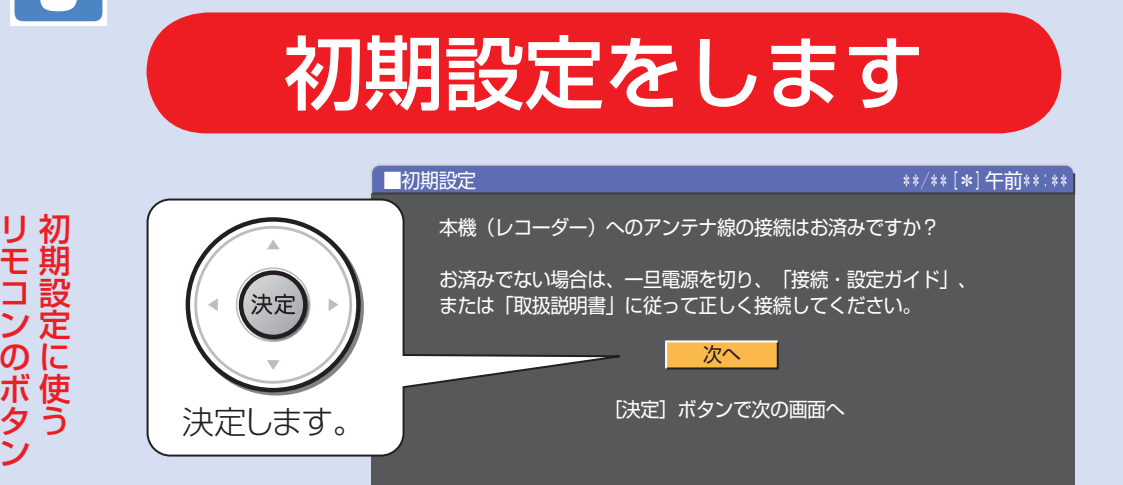 初期設定をします
■初期設定 **/**[*]午前**:**
本機（レコーダー）へのアンテナ線の接続はお済みですか？
お済みでない場合は、一旦電源を切り、「接続・設定ガイド」、
または「取扱説明書」に従って正しく接続してください。
次へ
［決定］ボタンで次の画面へ
決定
決定します。
初期設定に使う
リモコンのボタン